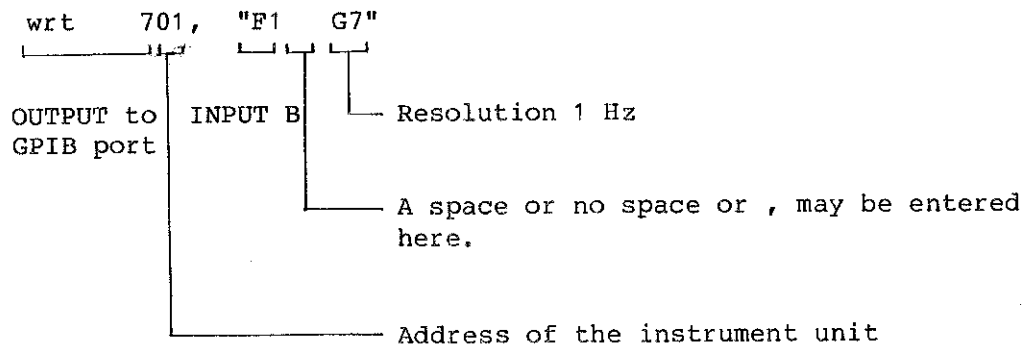 wrt 701, "F1 G7"
OUTPUT to INPUT B Resolution 1 Hz
GPIB port
A space or no space or , may be entered
here.
Address of the instrument unit